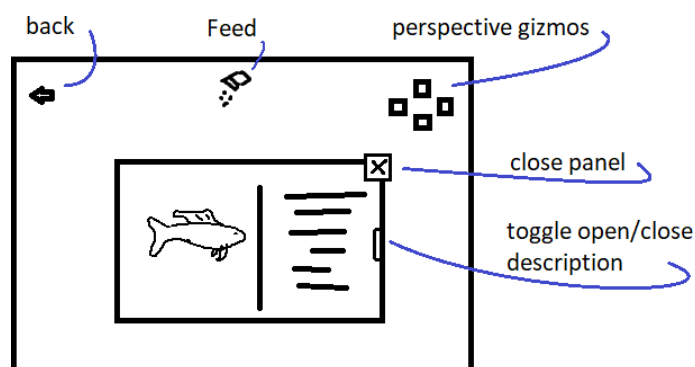 back
Feed
perspective gizmos
close panel
toggle open/close
description